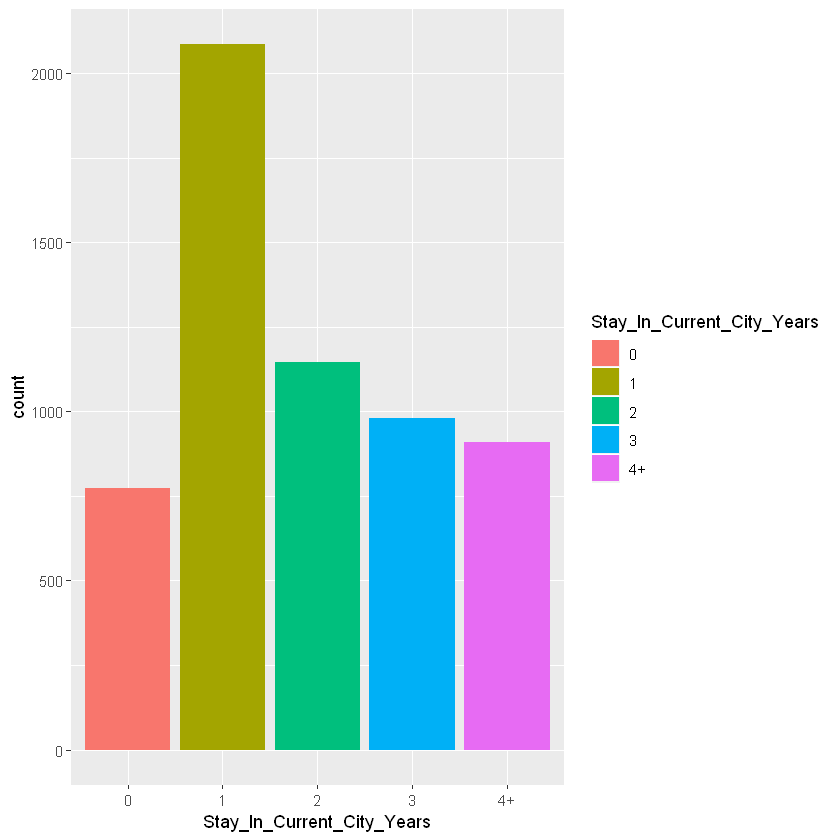 2000
1500
1000
500
0
count
0 1 2 3 4+
Stay_In_Current_City_Years
Stay_In_Current_City_Years
0
1
2
3
4+